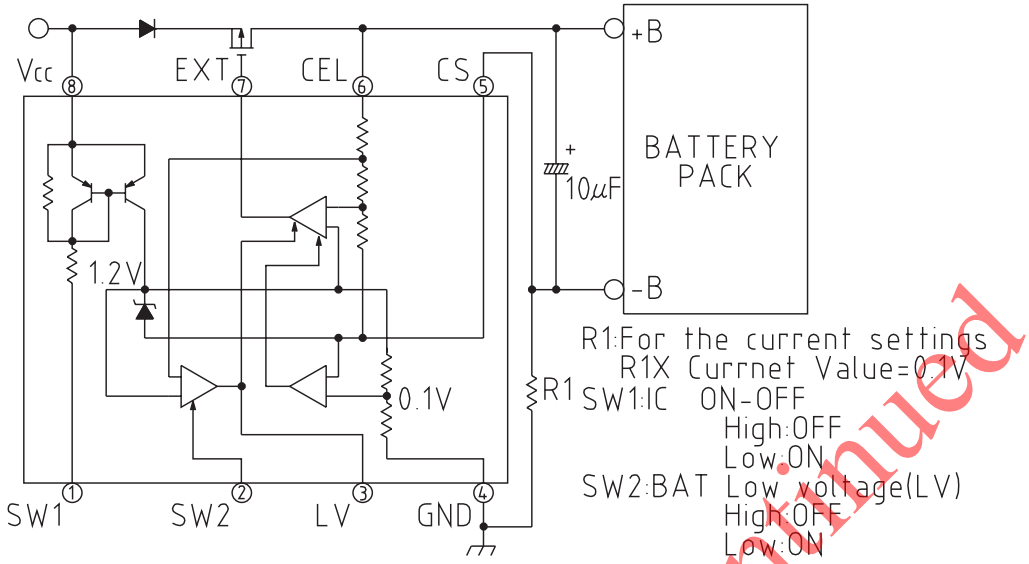 +B
Vcc
EXT
CEL
CS
8
7
6
5
BATTERY
PACK
+
10μF
1.2V
-B
R1:For the current settings
R1X Currnet Value=0.1V
0.1V
R1
SW1:IC ON-OFF
High:OFF
Low:ON
SW2:BAT Low voltage(LV)
High:OFF
Low:ON
1
2
3
4
SW1
SW2
LV
GND
ntinued